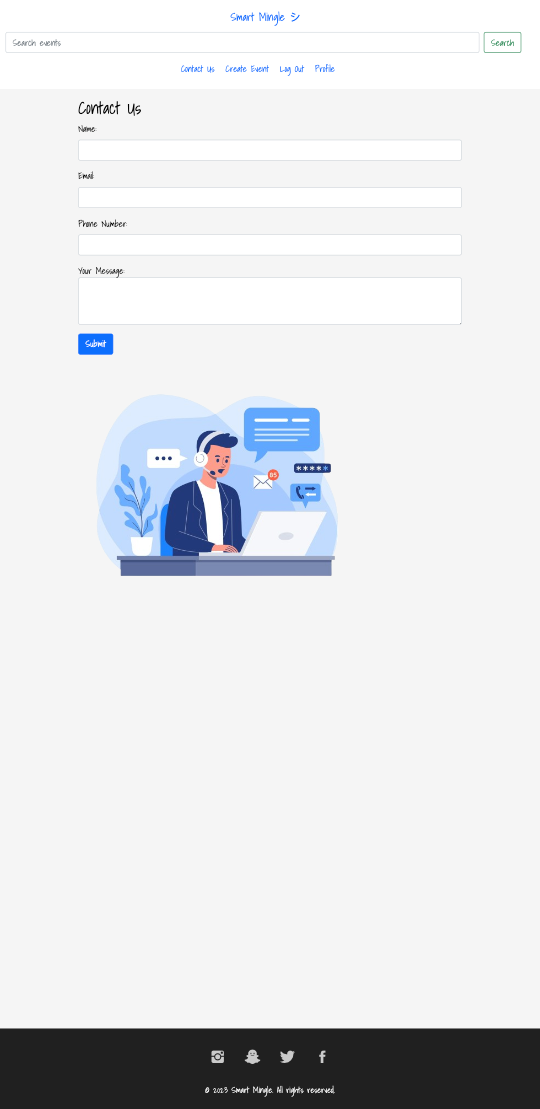 Smart Mingle シ
Search events
Search
Contact Us Create Event Log Out Profile
Contact Us
Name:
Email:
Phone Number:
Your Message:
Submit
05
*****
© 2023 Smart Mingle. All rights reserved.